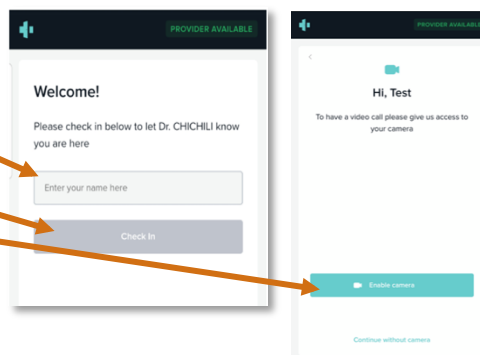 PROVIDER AVAILABLE
Welcome!
Please check in below to let Dr. CHICHILI know
you are here
Enter your name here
Check In
PROVIDER AVAILABLE
Hi, Test
To have a video call please give us access to
your camera
Enable camera
Continue without camera